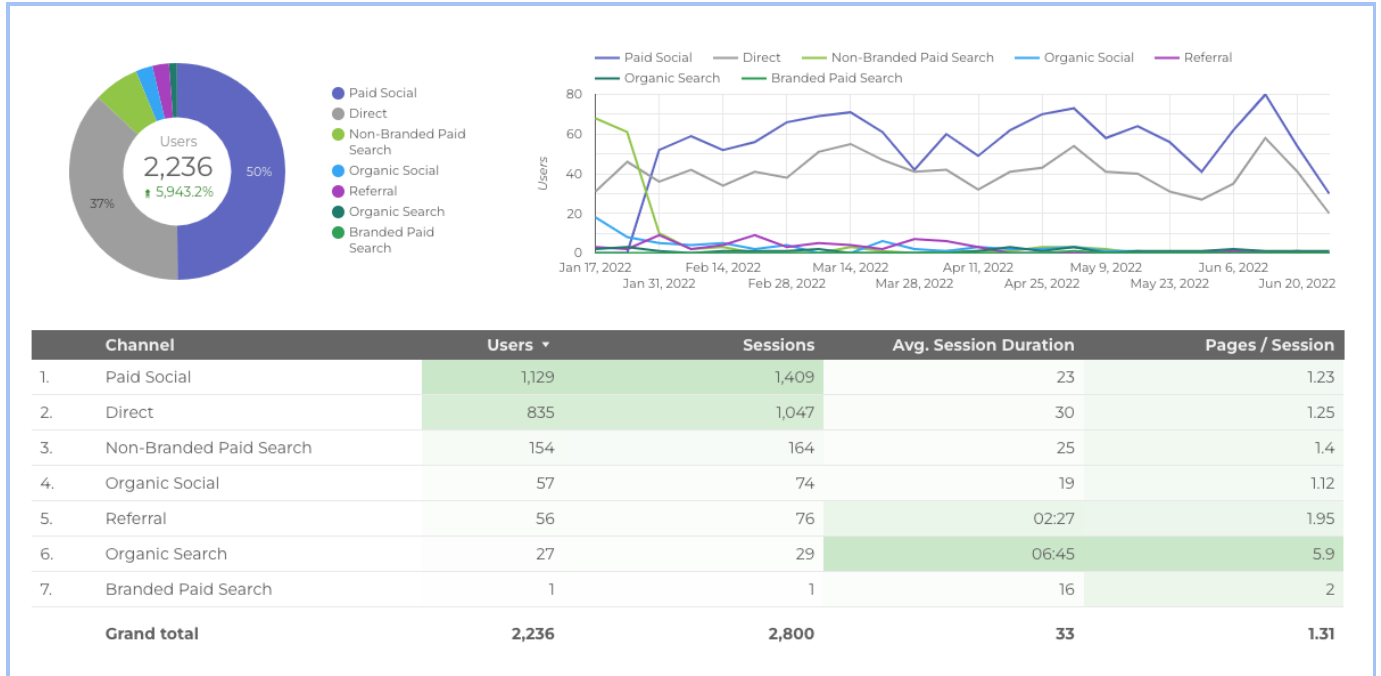 Users
2,236
5,943.2%
50%
37%
Paid Social
Direct
Non-Branded Paid
Search
Organic Social
Referral
Organic Search
Branded Paid
Search
Paid Social Direct Non-Branded Paid Search Organic Social Referral
Organic Search Branded Paid Search
Users
80
60
40
20
0
Jan 17, 2022 Feb 14, 2022 Mar 14, 2022 Apr 11, 2022 May 9, 2022 Jun 6, 2022
Jan 31, 2022 Feb 28, 2022 Mar 28, 2022 Apr 25, 2022 May 23, 2022 Jun 20, 2022
Channel Users Sessions Avg. Session Duration Pages / Session
1. Paid Social 1,129 1,409 23 1.23
2. Direct 835 1,047 30 1.25
3. Non-Branded Paid Search 154 164 25 1.4
4. Organic Social 57 74 19 1.12
5. Referral 56 76 02:27 1.95
6. Organic Search 27 29 06:45 5.9
7. Branded Paid Search 1 1 16 2
Grand total 2,236 2,800 33 1.31